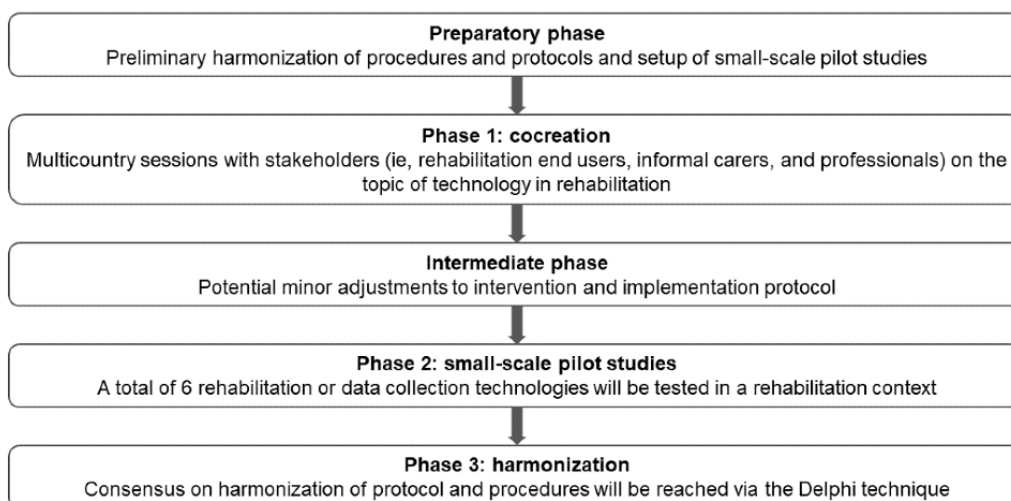 Preparatory phase
Preliminary harmonization of procedures and protocols and setup of small-scale pilot studies
Phase 1: cocreation
Multicountry sessions with stakeholders (ie, rehabilitation end users, informal carers, and professionals) on the
topic of technology in rehabilitation
Intermediate phase
Potential minor adjustments to intervention and implementation protocol
Phase 2: small-scale pilot studies
A total of 6 rehabilitation or data collection technologies will be tested in a rehabilitation context
Phase 3: harmonization
Consensus on harmonization of protocol and procedures will be reached via the Delphi technique